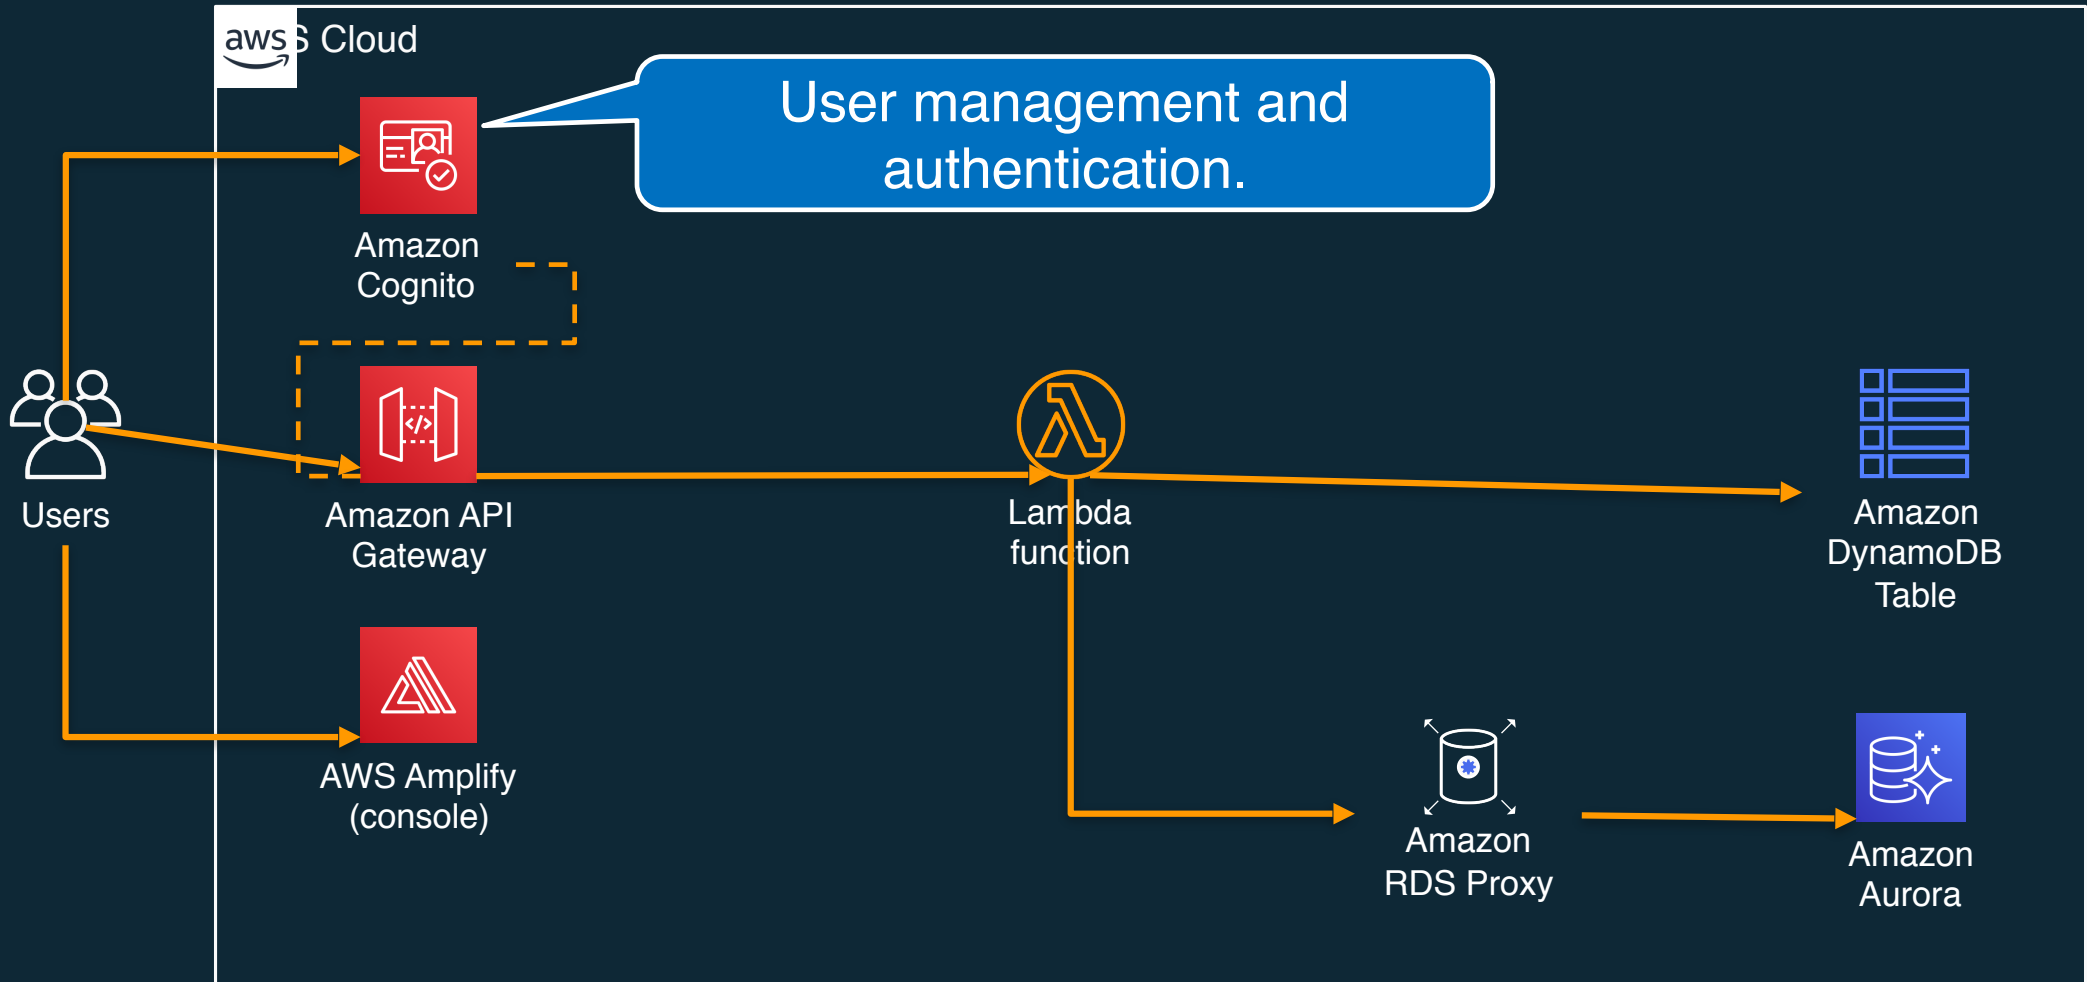 aws
S Cloud
User management and
authentication.
Amazon
Cognito
Users
Amazon API
Gateway
</>
Lambda
function
Amazon
DynamoDB
Table
AWS Amplify
(console)
Amazon
RDS Proxy
Amazon
Aurora